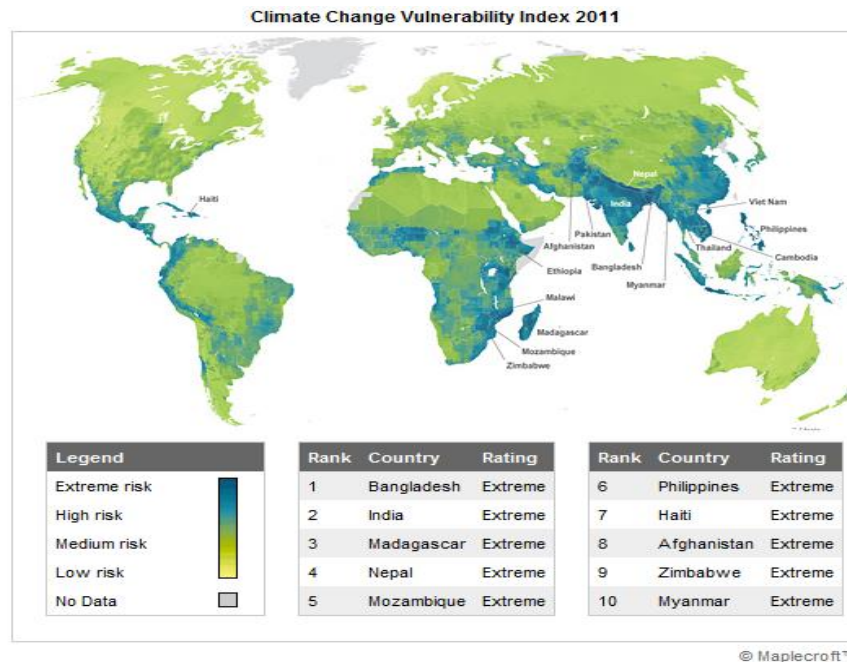 Climate Change Vulnerability Index 2011
Haiti
Nepal
India
Viet Nam
Philippines
Pakistan
Afghanistan
Thailand
Ethiopia
Bangladesh
Cambodia
Myanmar
Malawi
Madagascar
Mozambique
Zimbabwe
Legend
Extreme risk
High risk
Medium risk
Low risk
No Data
Rank Country Rating
1 Bangladesh Extreme
2 India Extreme
3 Madagascar Extreme
4 Nepal Extreme
5 Mozambique Extreme
Rank Country Rating
6 Philippines Extreme
7 Haiti Extreme
8 Afghanistan Extreme
9 Zimbabwe Extreme
10 Myanmar Extreme
© Maplecroft